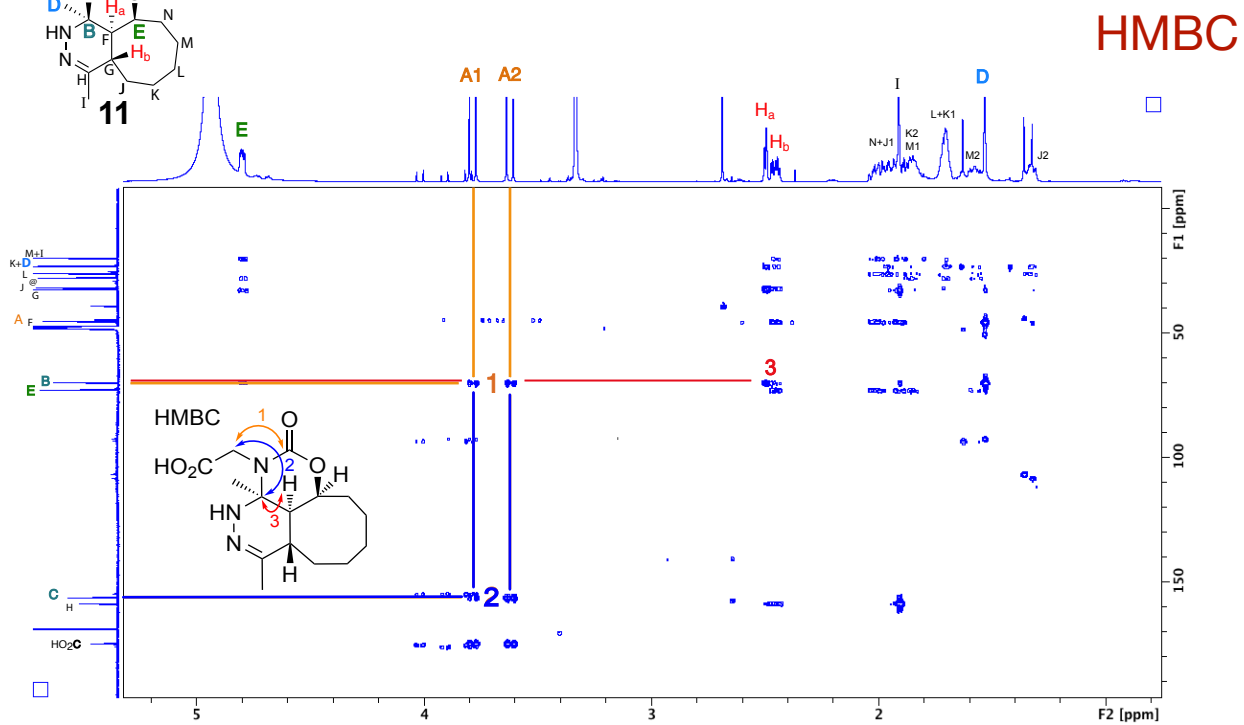 HMBC
D
Ha
N
HN
B
F
E
M
N
Hb
G
L
H
J
K
I
11
E
A1 A2
Ha
Hb
N+J1
I
K2
M1
L+K1
M2
D
J2
M+I
K+D
L
@
J
G
A F
B
E
C
H
HO2C
F1 [ppm]
50
100
150
1
3
2
HMBC
1
O
HO2C
N
2
O
H
H
HN
3
N
H
5 4 3 2 F2 [ppm]